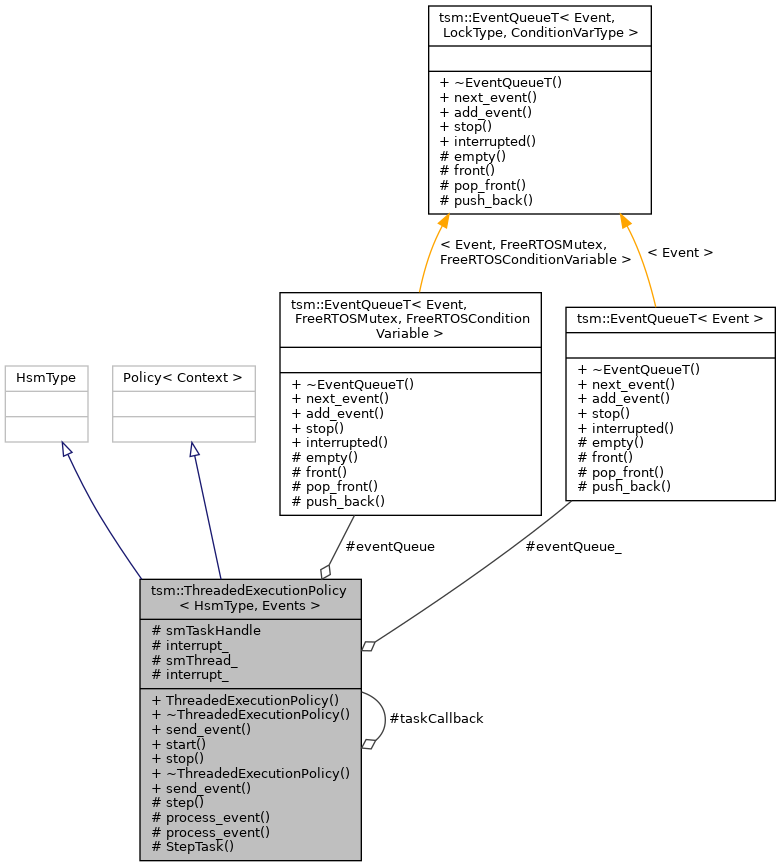 tsm::EventQueueT< Event,
LockType, ConditionVarType >
+ ~EventQueueT()
+ next_event()
+ add_event()
+ stop()
+ interrupted()
# empty()
# front()
# pop_front()
# push_back()
< Event, FreeRTOSMutex,
FreeRTOSConditionVariable >
< Event >
tsm::EventQueueT< Event,
FreeRTOSMutex, FreeRTOSCondition
Variable >
+ ~EventQueueT()
+ next_event()
+ add_event()
+ stop()
+ interrupted()
# empty()
# front()
# pop_front()
# push_back()
tsm::EventQueueT< Event >
+ ~EventQueueT()
+ next_event()
+ add_event()
+ stop()
+ interrupted()
# empty()
# front()
# pop_front()
# push_back()
HsmType
Policy< Context >
#eventQueue
#eventQueue_
tsm::ThreadedExecutionPolicy
< HsmType, Events >
# smTaskHandle
# interrupt_
# smThread_
# interrupt_
+ ThreadedExecutionPolicy()
+ ~ThreadedExecutionPolicy()
+ send_event()
+ start()
+ stop()
+ ~ThreadedExecutionPolicy()
+ send_event()
# step()
# process_event()
# process_event()
# StepTask()
#taskCallback